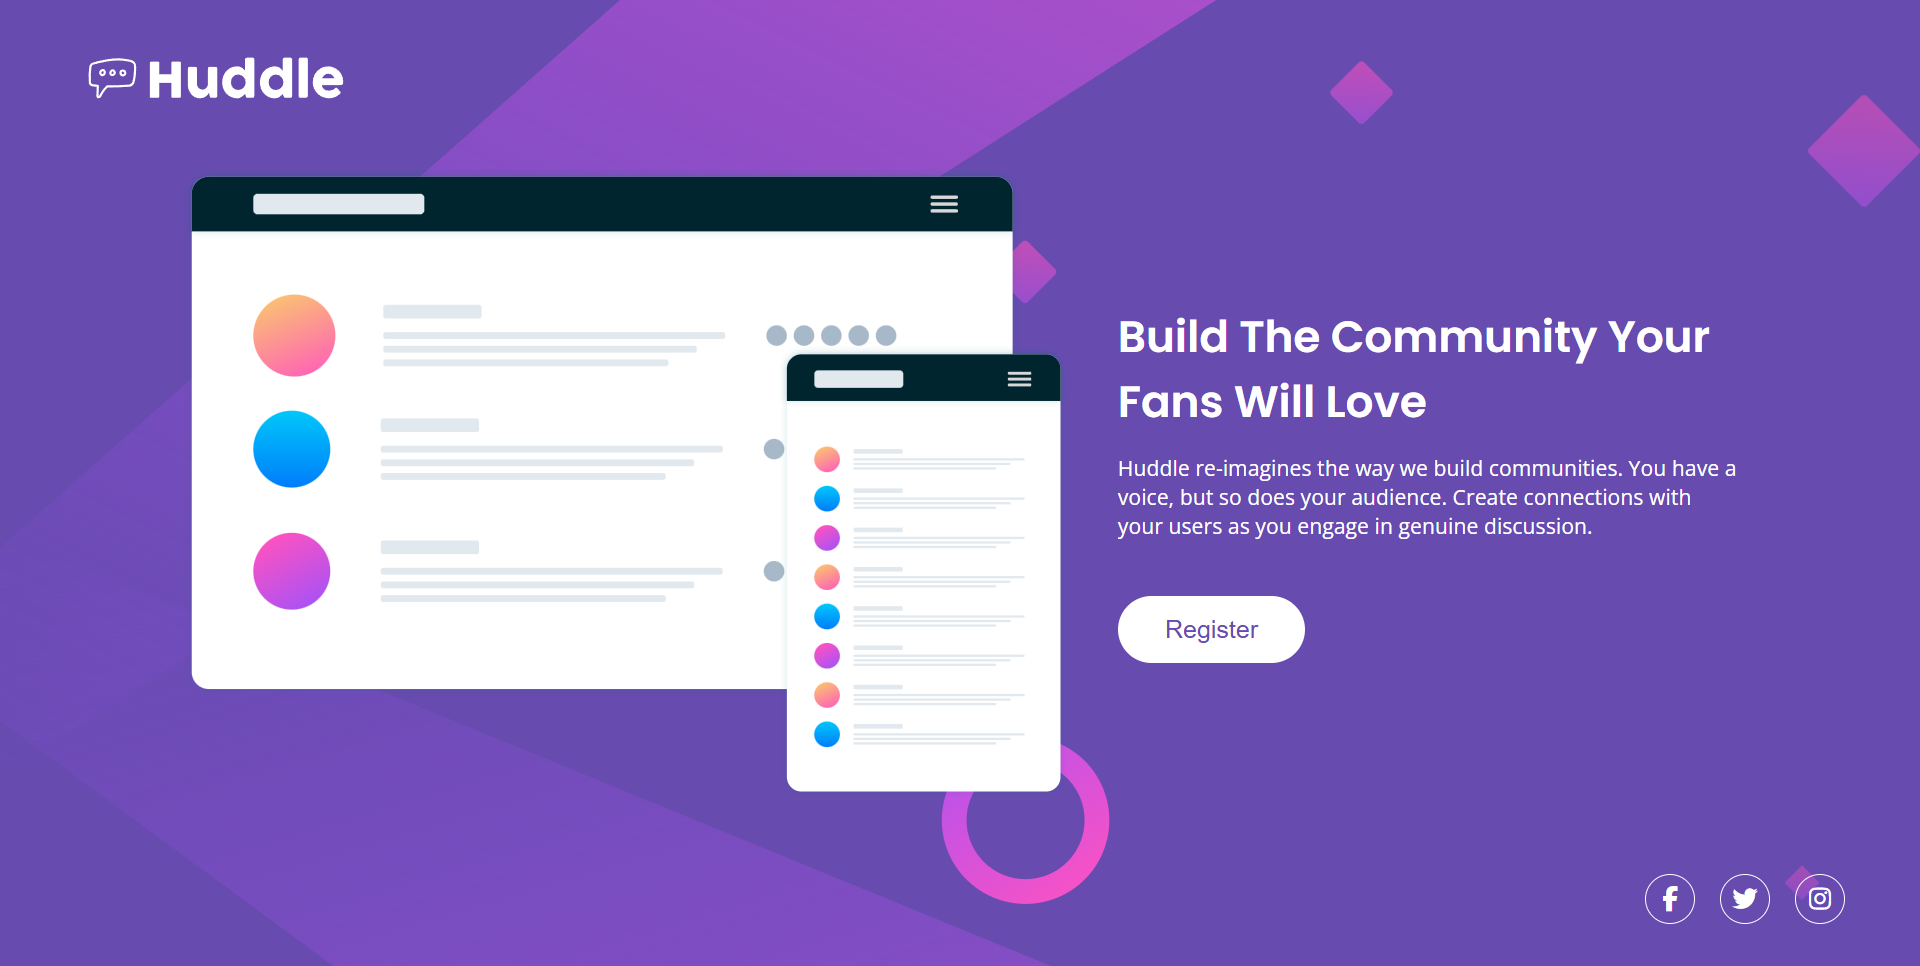 Huddle
Build The Community Your
Fans Will Love
Huddle re-imagines the way we build communities. You have a
voice, but so does your audience. Create connections with
your users as you engage in genuine discussion.
Register